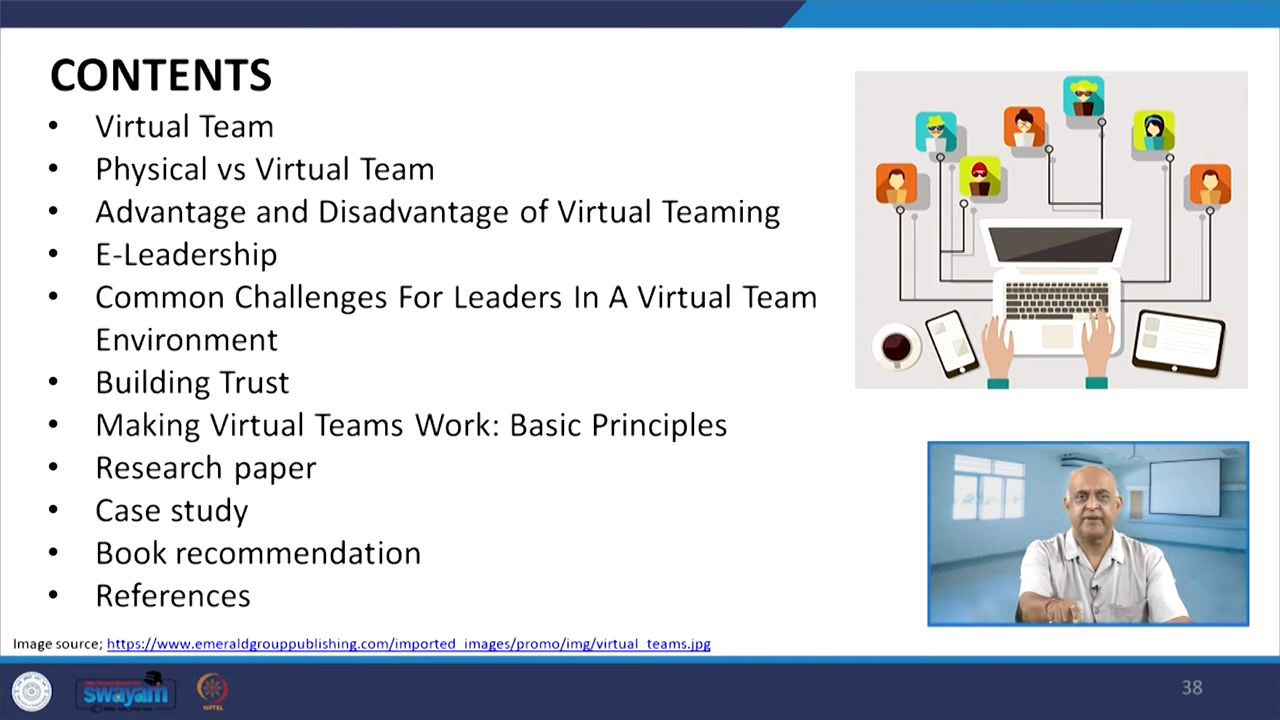 CONTENTS
• Virtual Team
• Physical vs Virtual Team
• Advantage and Disadvantage of Virtual Teaming
• E-Leadership
• Common Challenges For Leaders In A Virtual Team
Environment
• Building Trust
• Making Virtual Teams Work: Basic Principles
• Research paper
• Case study
• Book recommendation
• References
Image source; https://www.emeraldgrouppublishing.com/imported_images/promo/img/virtual_teams.jpg
swayam
NPTEL
38